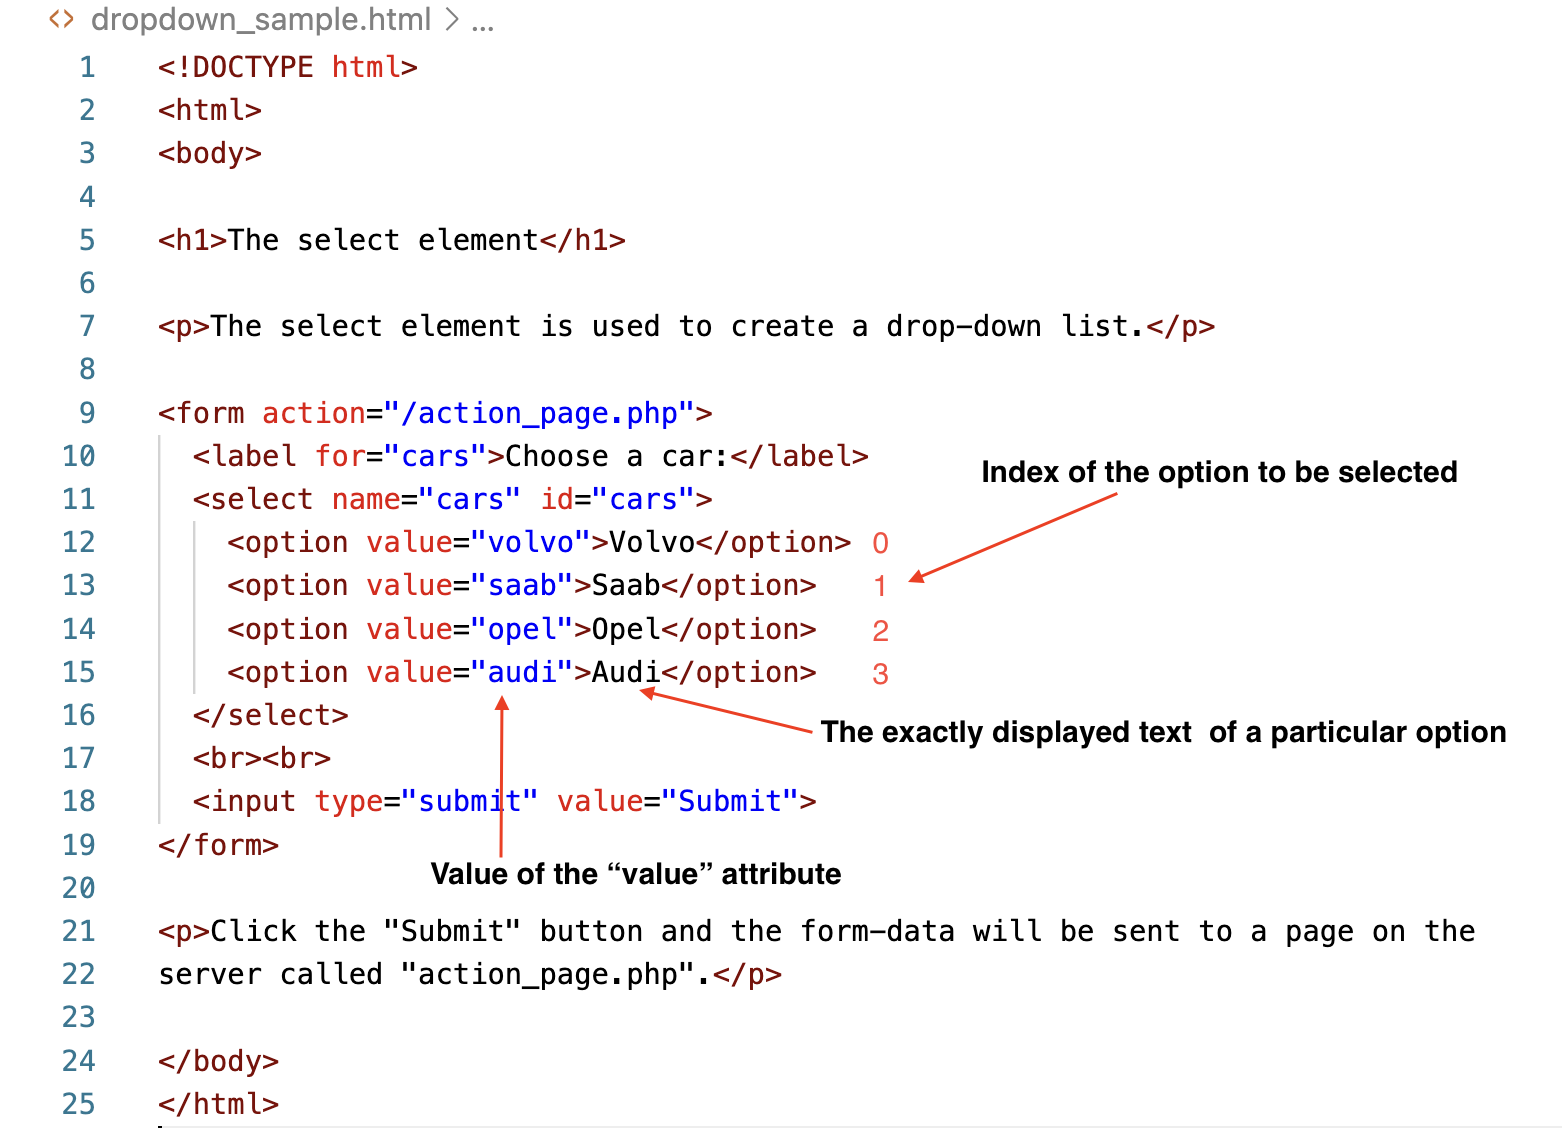 <> dropdown_sample.html > ...
1 <!DOCTYPE html>
2 <html>
3 <body>
4
5 <h1>The select element</h1>
6
7 <p>The select element is used to create a drop-down list.</p>
8
9 <form action="/action_page.php">
10 <label for="cars">Choose a car:</label>
Index of the option to be selected
11 <select name="cars" id="cars">
12 <option value="volvo">Volvo</option> 0
13 <option value="saab">Saab</option> 1
14 <option value="opel">Opel</option> 2
15 <option value="audi">Audi</option> 3
16 </select>
The exactly displayed text  of a particular option
17 <br><br>
18 <input type="submit" value="Submit">
19 </form>
Value of the “value” attribute
20
21 <p>Click the "Submit" button and the form-data will be sent to a page on the
22 server called "action_page.php".</p>
23
24 </body>
25 </html>